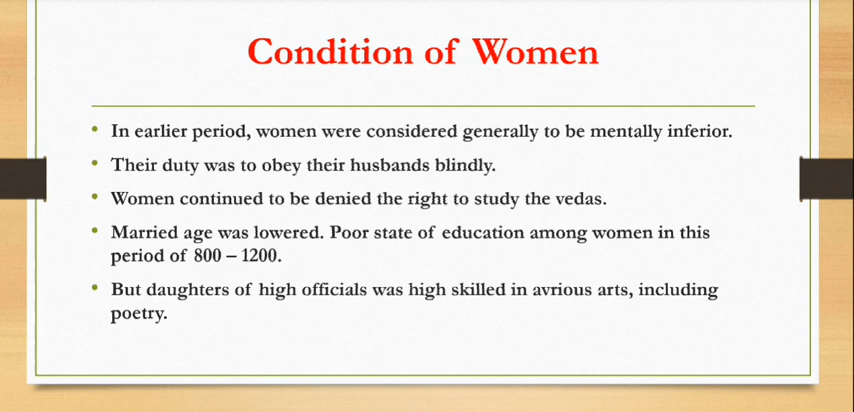 Condition of Women
• In earlier period, women were considered generally to be mentally inferior.
• Their duty was to obey their husbands blindly.
• Women continued to be denied the right to study the vedas.
• Married age was lowered. Poor state of education among women in this
period of 800 – 1200.
• But daughters of high officials was high skilled in avrious arts, including
poetry.